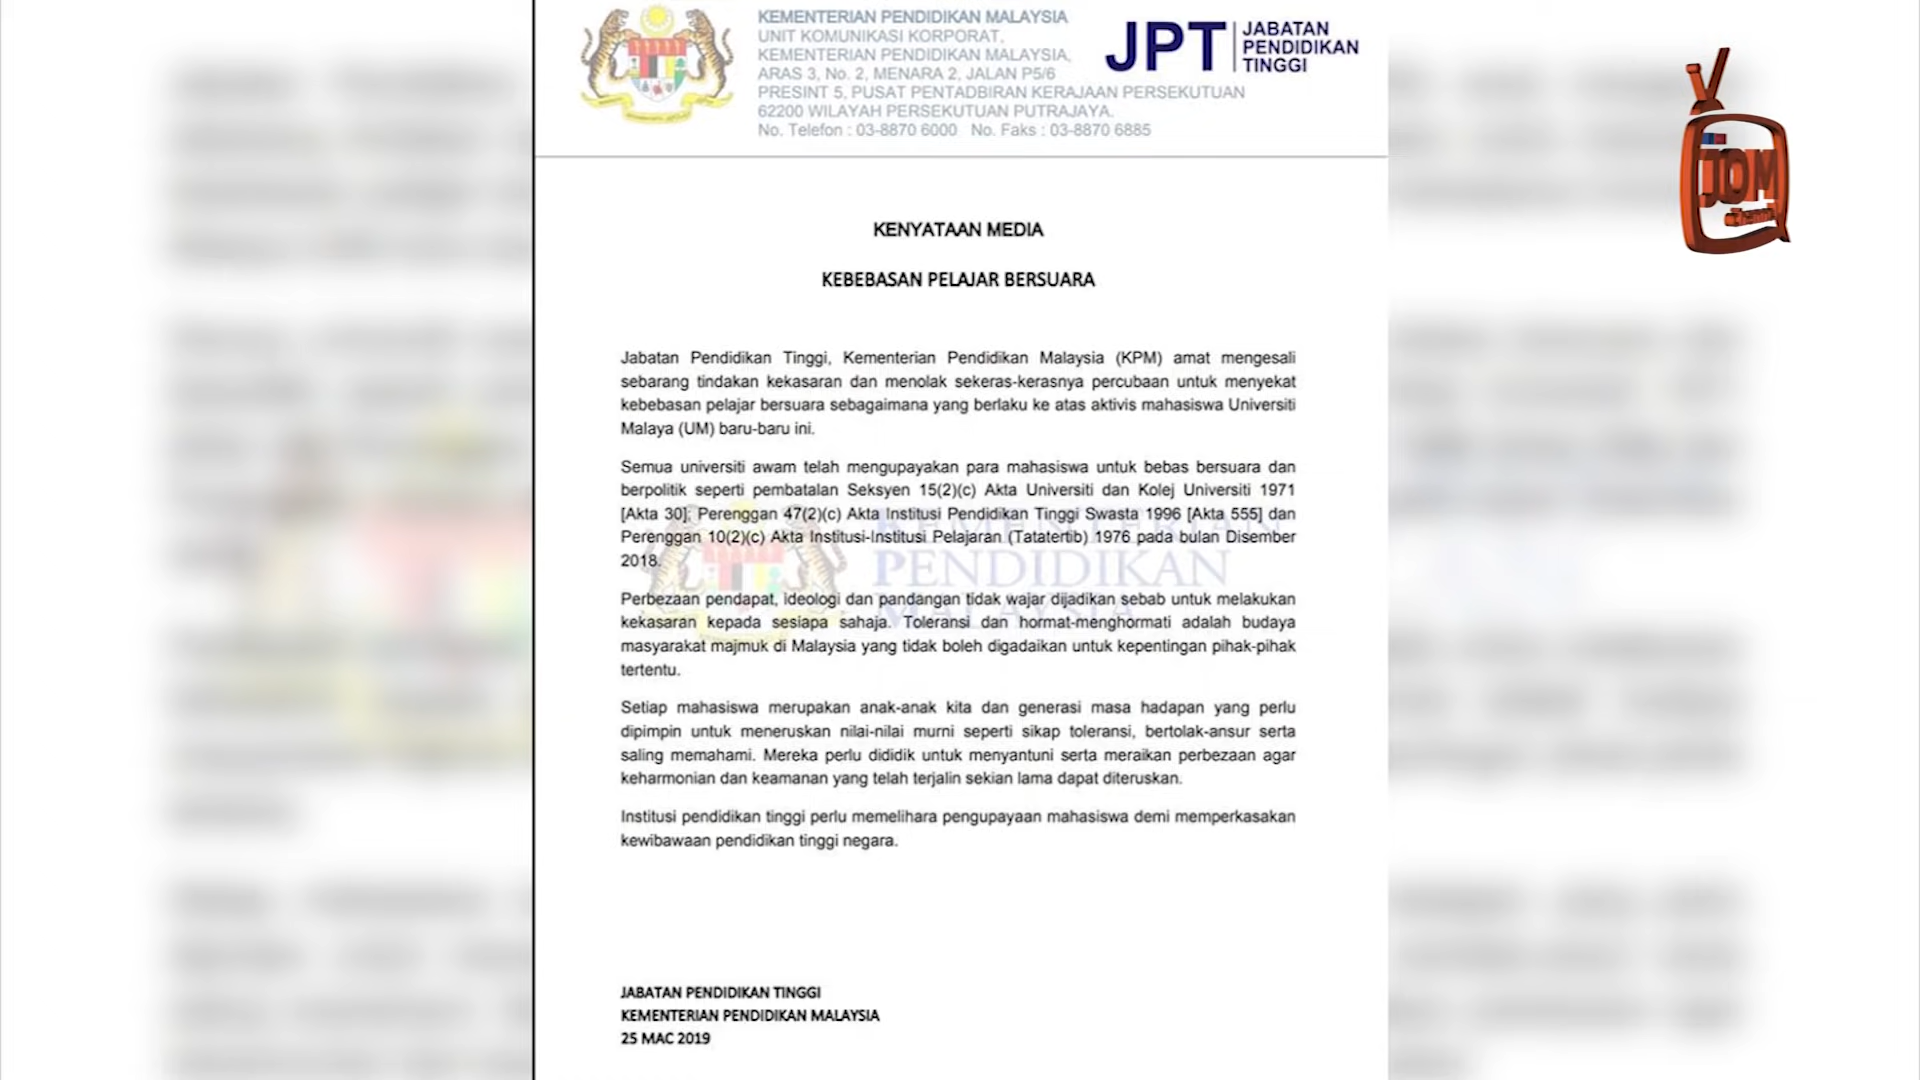 KEMENTERIAN PENDIDIKAN MALAYSIA
UNIT KOMUNIKASI KORPORAT,
KEMENTERIAN PENDIDIKAN MALAYSIA,
ARAS 3, No. 2, MENARA 2, JALAN P5/6
PRESINT 5, PUSAT PENTADBIRAN KERAJAAN PERSEKUTUAN
62200 WILAYAH PERSEKUTUAN PUTRAJAYA.
No. Telefon : 03-8870 6000 No. Faks : 03-8870 6885
JPT
JABATAN
PENDIDIKAN
TINGGI
JOM
KENYATAAN MEDIA
KEBEBASAN PELAJAR BERSUARA
Jabatan Pendidikan Tinggi, Kementerian Pendidikan Malaysia (KPM) amat mengesali
sebarang tindakan kekasaran dan menolak sekeras-kerasnya percubaan untuk menyekat
kebebasan pelajar bersuara sebagaimana yang berlaku ke atas aktivis mahasiswa Universiti
Malaya (UM) baru-baru ini.
Semua universiti awam telah mengupayakan para mahasiswa untuk bebas bersuara dan
berpolitik seperti pembatalan Seksyen 15(2)(c) Akta Universiti dan Kolej Universiti 1971
[Akta 30]; Perenggan 47(2)(c) Akta Institusi Pendidikan Tinggi Swasta 1996 [Akta 555] dan
Perenggan 10(2)(c) Akta Institusi-Institusi Pelajaran (Tatatertib) 1976 pada bulan Disember
2018.
KEMENTERIAN
PENDIDIKAN
MALAYSIA
Perbezaan pendapat, ideologi dan pandangan tidak wajar dijadikan sebab untuk melakukan
kekasaran kepada sesiapa sahaja. Toleransi dan hormat-menghormati adalah budaya
masyarakat majmuk di Malaysia yang tidak boleh digadaikan untuk kepentingan pihak-pihak
tertentu.
Setiap mahasiswa merupakan anak-anak kita dan generasi masa hadapan yang perlu
dipimpin untuk meneruskan nilai-nilai murni seperti sikap toleransi, bertolak-ansur serta
saling memahami. Mereka perlu dididik untuk menyantuni serta meraikan perbezaan agar
keharmonian dan keamanan yang telah terjalin sekian lama dapat diteruskan.
Institusi pendidikan tinggi perlu memelihara pengupayaan mahasiswa demi memperkasakan
kewibawaan pendidikan tinggi negara.
JABATAN PENDIDIKAN TINGGI
KEMENTERIAN PENDIDIKAN MALAYSIA
25 MAC 2019